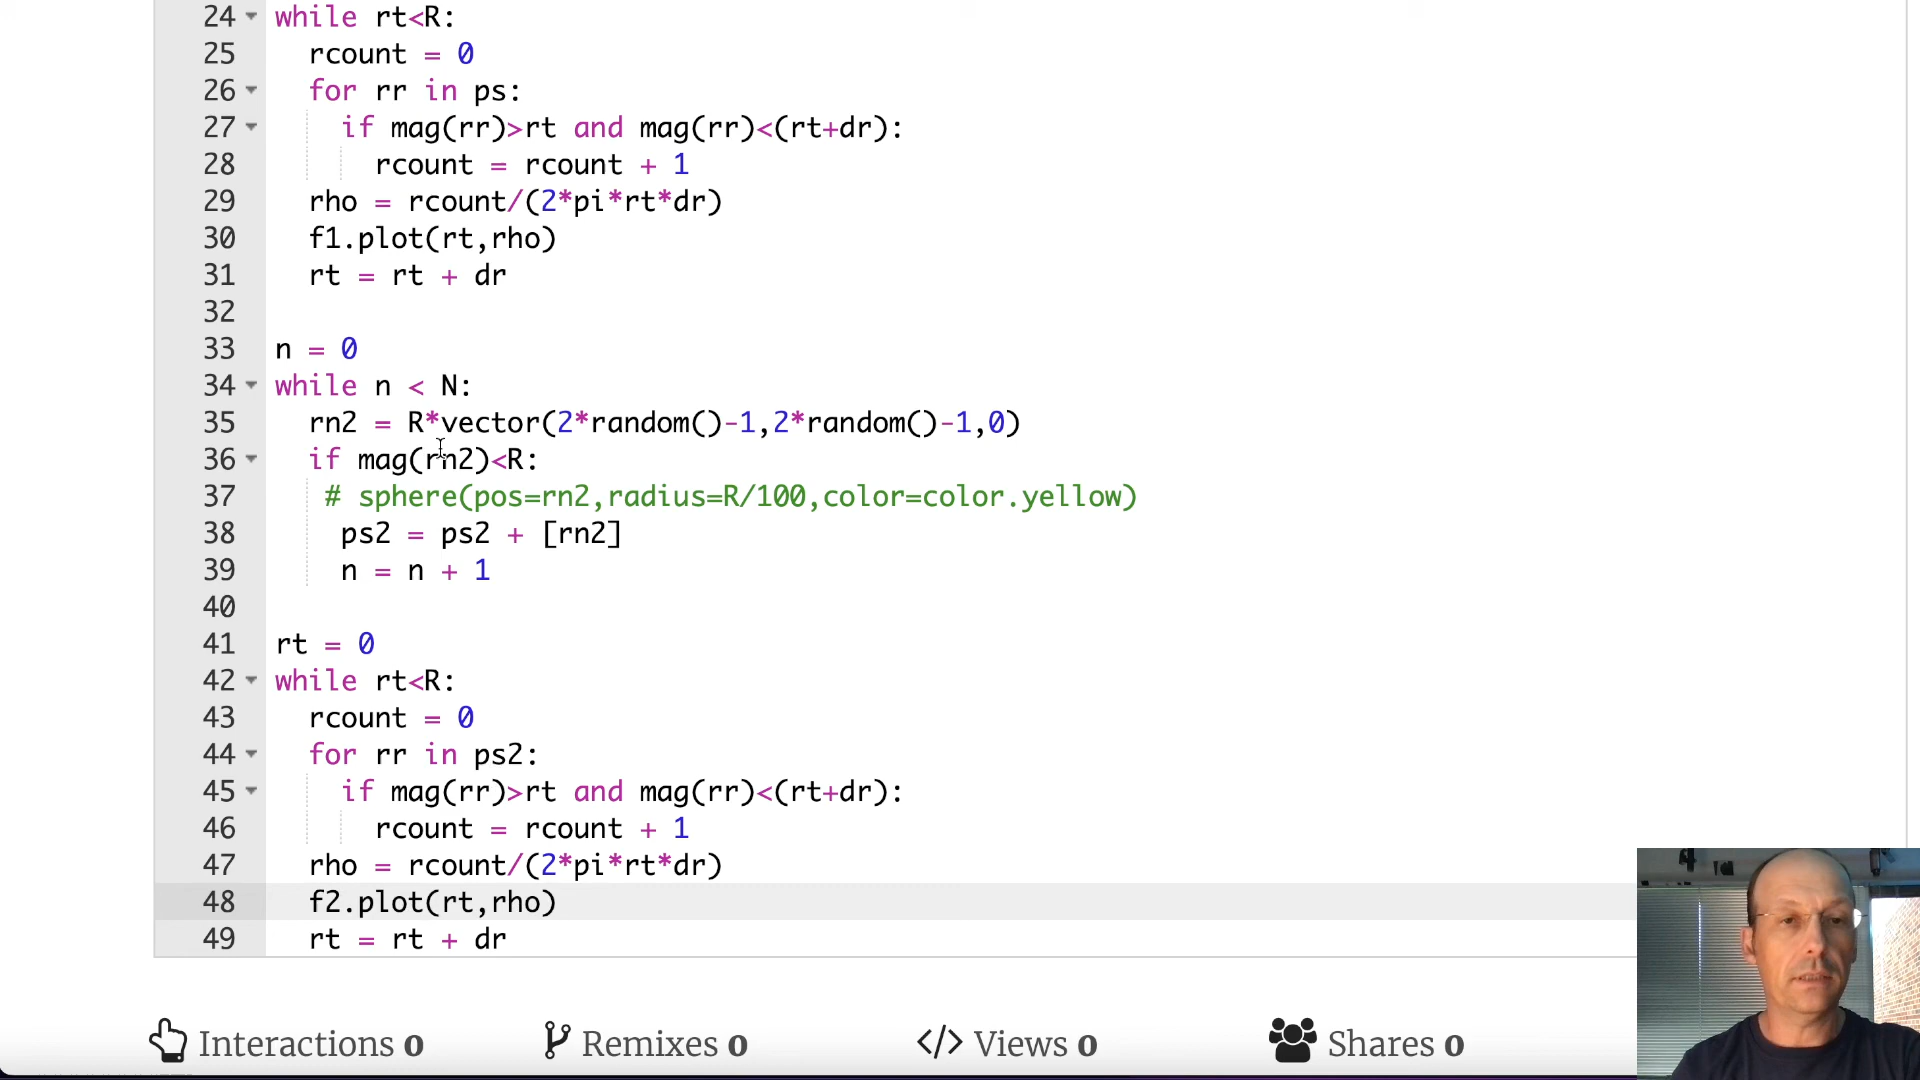 24 while rt<R:
25 rcount = 0
26 for rr in ps:
27 if mag(rr)>rt and mag(rr)<(rt+dr):
28 rcount = rcount + 1
29 rho = rcount/(2*pi*rt*dr)
30 f1.plot(rt,rho)
31 rt = rt + dr
32
33 n = 0
34 while n < N:
35 rn2 = R*vector(2*random()-1,2*random()-1,0)
36 if mag(rn2)<R:
37 # sphere(pos=rn2,radius=R/100,color=color.yellow)
38 ps2 = ps2 + [rn2]
39 n = n + 1
40
41 rt = 0
42 while rt<R:
43 rcount = 0
44 for rr in ps2:
45 if mag(rr)>rt and mag(rr)<(rt+dr):
46 rcount = rcount + 1
47 rho = rcount/(2*pi*rt*dr)
48 f2.plot(rt,rho)
49 rt = rt + dr
Interactions 0 Remixes 0 </> Views 0 Shares 0